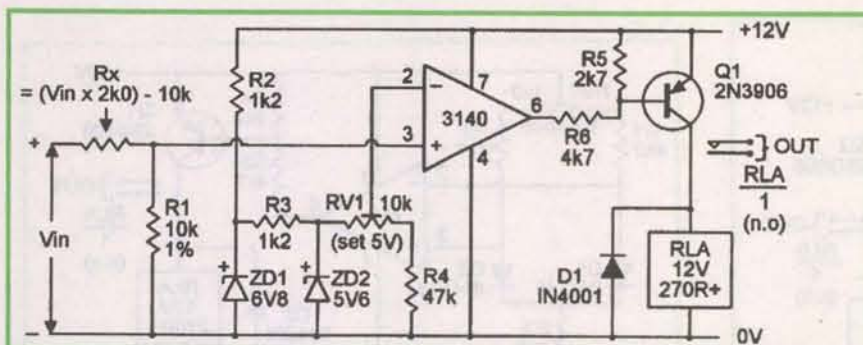 +12V
Rx
= (Vin x 2k0) - 10k
R2
1k2
2
7
3140
3
+
4
6
R5
2k7
R6
4k7
Q1
2N3906
OUT
RLA
1
(n.o)
+
Vin
R1
10k
1%
R3
1k2
RV1
10k
(set 5V)
+
ZD1
6V8
+
ZD2
5V6
R4
47k
D1
IN4001
RLA
12V
270R+
0V